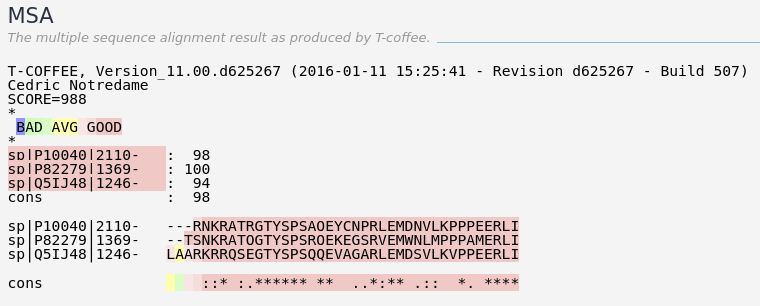 MSA
The multiple sequence alignment result as produced by T-coffee.
T-COFFEE, Version_11.00.d625267 (2016-01-11 15:25:41 - Revision d625267 - Build 507)
Cedric Notredame
SCORE=988
*
BAD AVG GOOD
*
sp|P10040|2110-   :  98
sp|P82279|1369-   : 100
sp|Q5IJ48|1246-   :  94
cons              :  98
sp|P10040|2110-   ---RNKRATRGTYSPSAQEYCNPRLEMDNVLKPPPEERLI
sp|P82279|1369-   --TSNKRATQGTYSPSRQEKEGSRVEMWNLMPPPAMERLI
sp|Q5IJ48|1246-   LAARKRRQSEGTYSPSQQEVAGARLEMDSVLKVPPEERLI
cons                  ::* :.****** **  ..*:** .::  *. ****